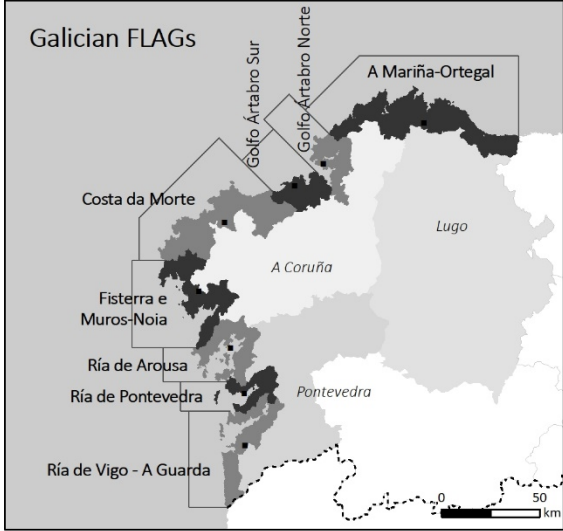 Galician FLAGs
Golfo Ártabro Sur
Golfo Ártabro Norte
A Mariña-Ortegal
Costa da Morte
Lugo
A Coruña
Fisterra e
Muros-Noia
Ría de Arousa
Ría de Pontevedra
Pontevedra
Ría de Vigo - A Guarda
0 50
km